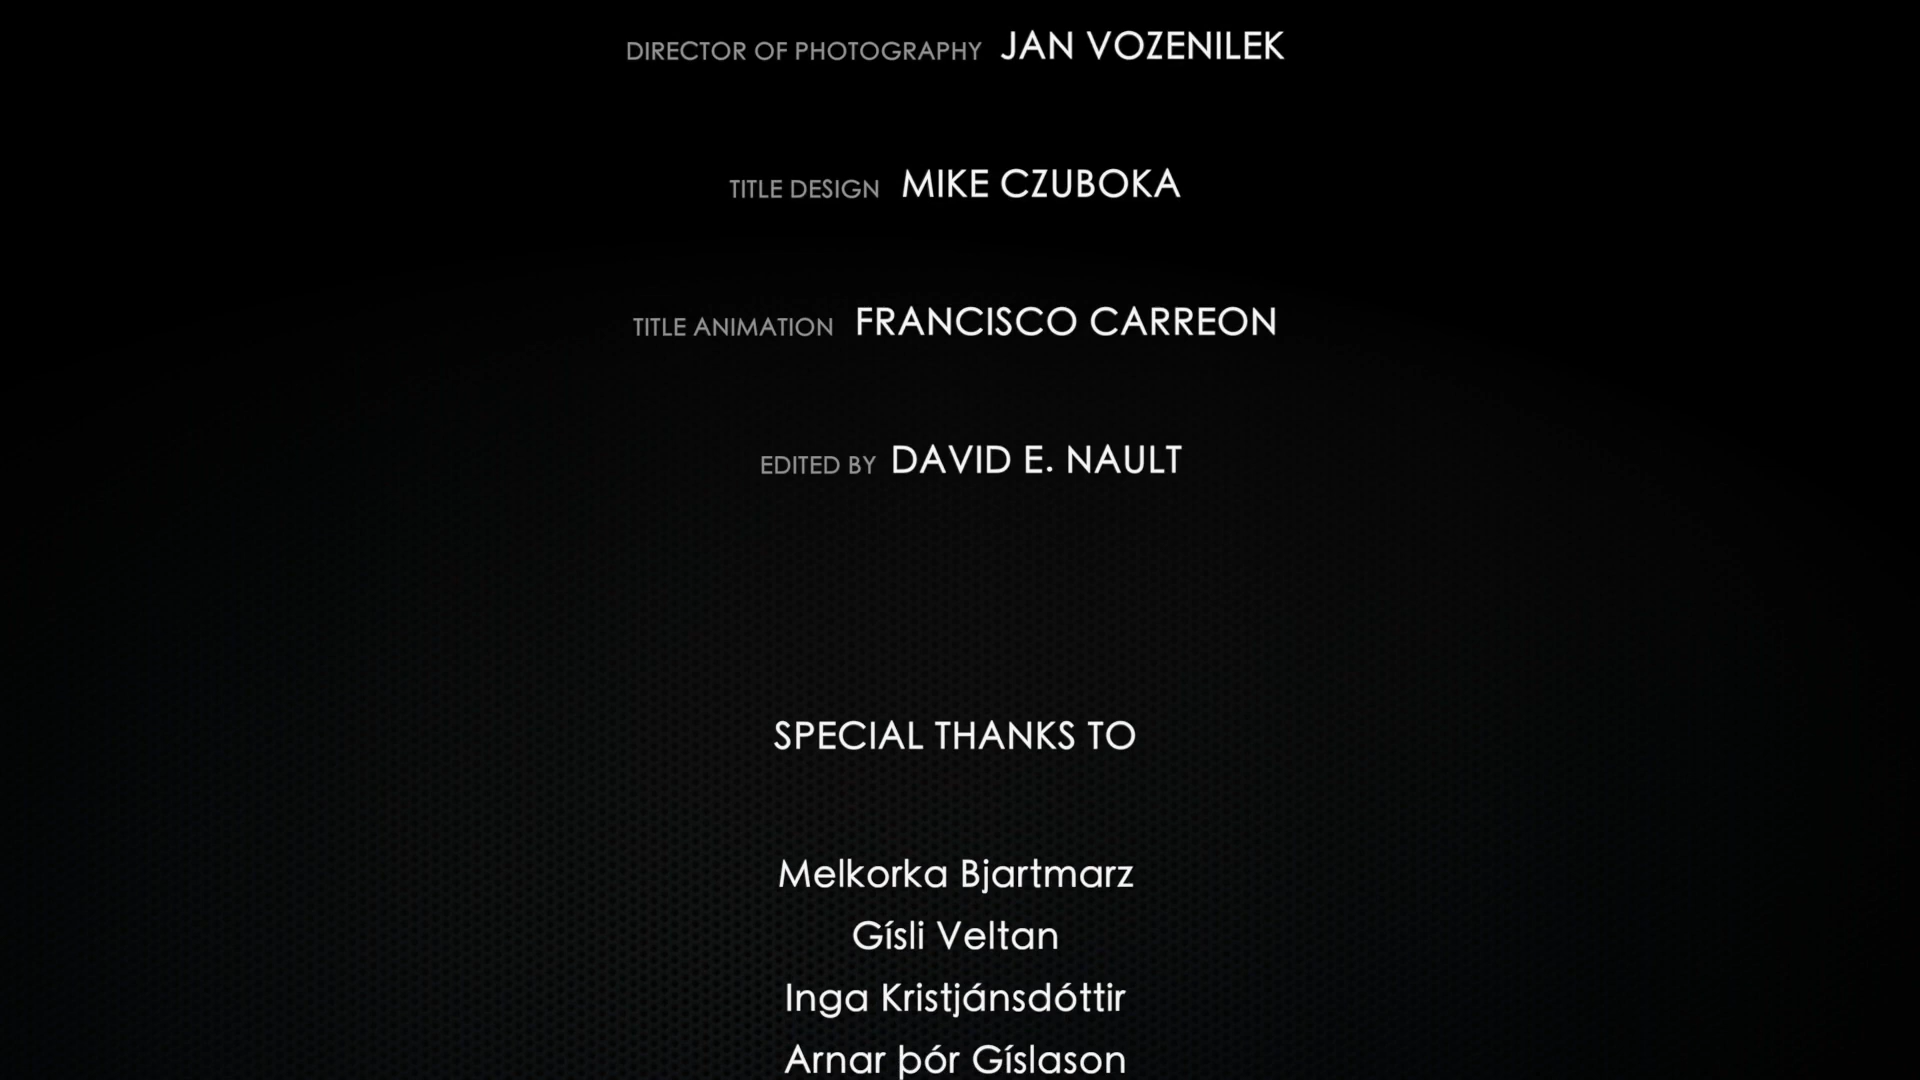 DIRECTOR OF PHOTOGRAPHY JAN VOZENILEK
TITLE DESIGN MIKE CZUBOKA
TITLE ANIMATION FRANCISCO CARREON
EDITED BY DAVID E. NAULT
SPECIAL THANKS TO
Melkorka Bjartmarz
Gísli Veltan
Inga Kristjánsdóttir
Arnar þór Gíslason